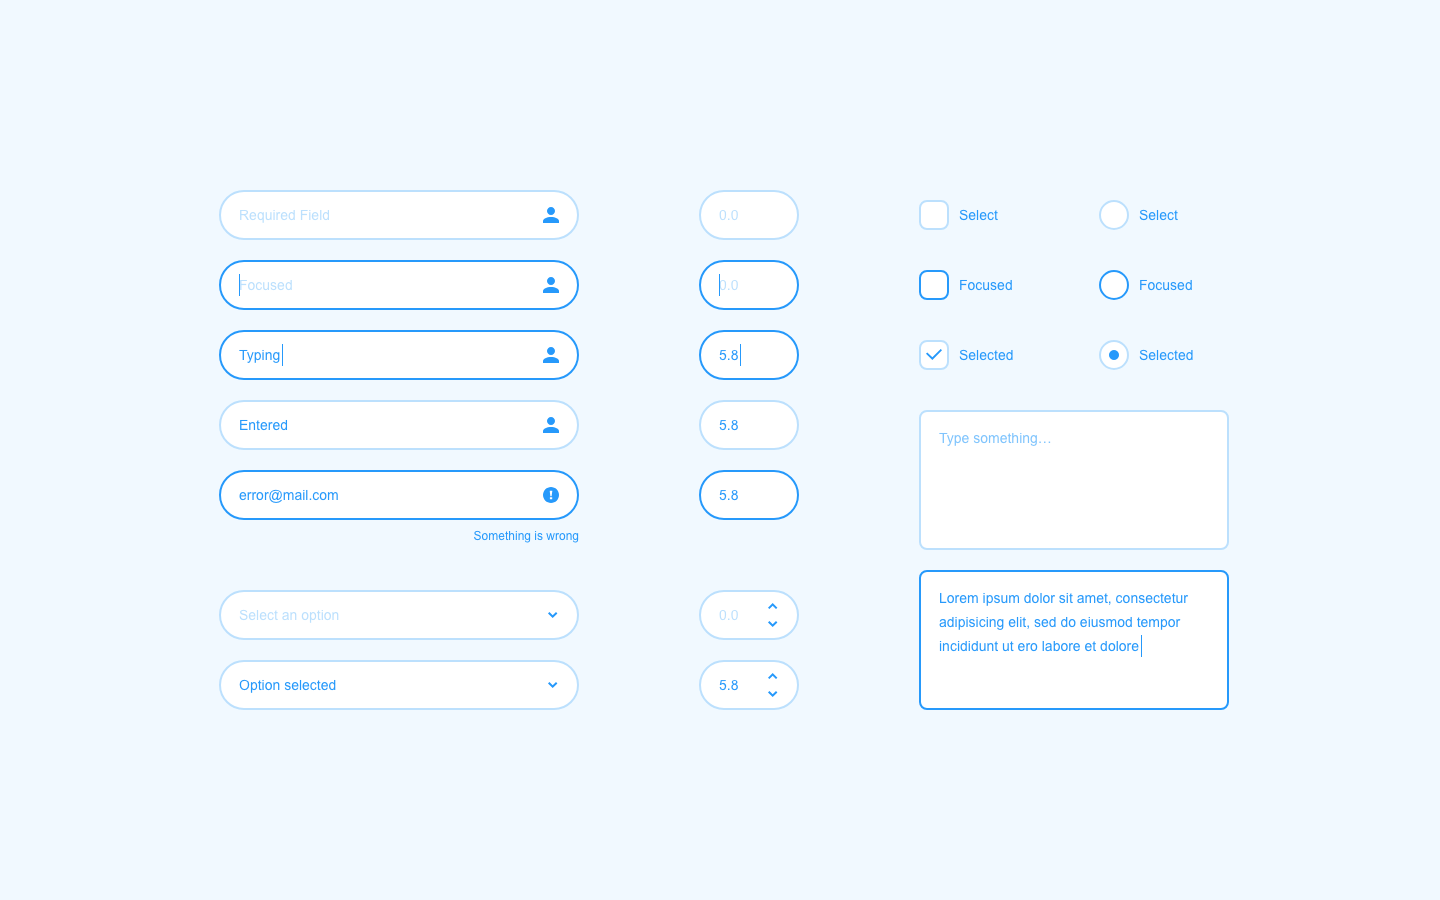 Required Field
Focused
Typing
Entered
error@mail.com
Something is wrong
Select an option
Option selected
0.0
0.0
5.8
5.8
5.8
0.0
5.8
Select
Select
Focused
Focused
Selected
Selected
Type something...
Lorem ipsum dolor sit amet, consectetur
adipisicing elit, sed do eiusmod tempor
incididunt ut ero labore et dolore